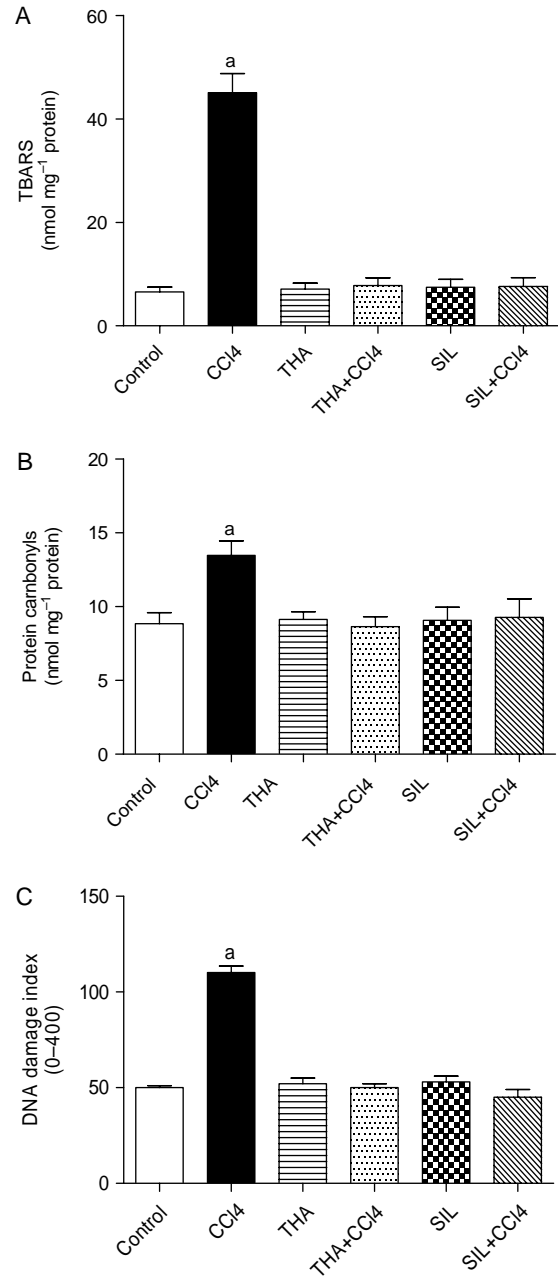 A
TBARS
(nmol mg⁻¹ protein)
60
40
20
0
a
Control
CCl4
THA
THA+CCl4
SIL
SIL+CCl4
B
Protein carnbonyls
(nmol mg⁻¹ protein)
20
15
10
5
0
a
Control
CCl4
THA
THA+CCl4
SIL
SIL+CCl4
C
DNA damage index
(0–400)
150
100
50
0
a
Control
CCl4
THA
THA+CCl4
SIL
SIL+CCl4